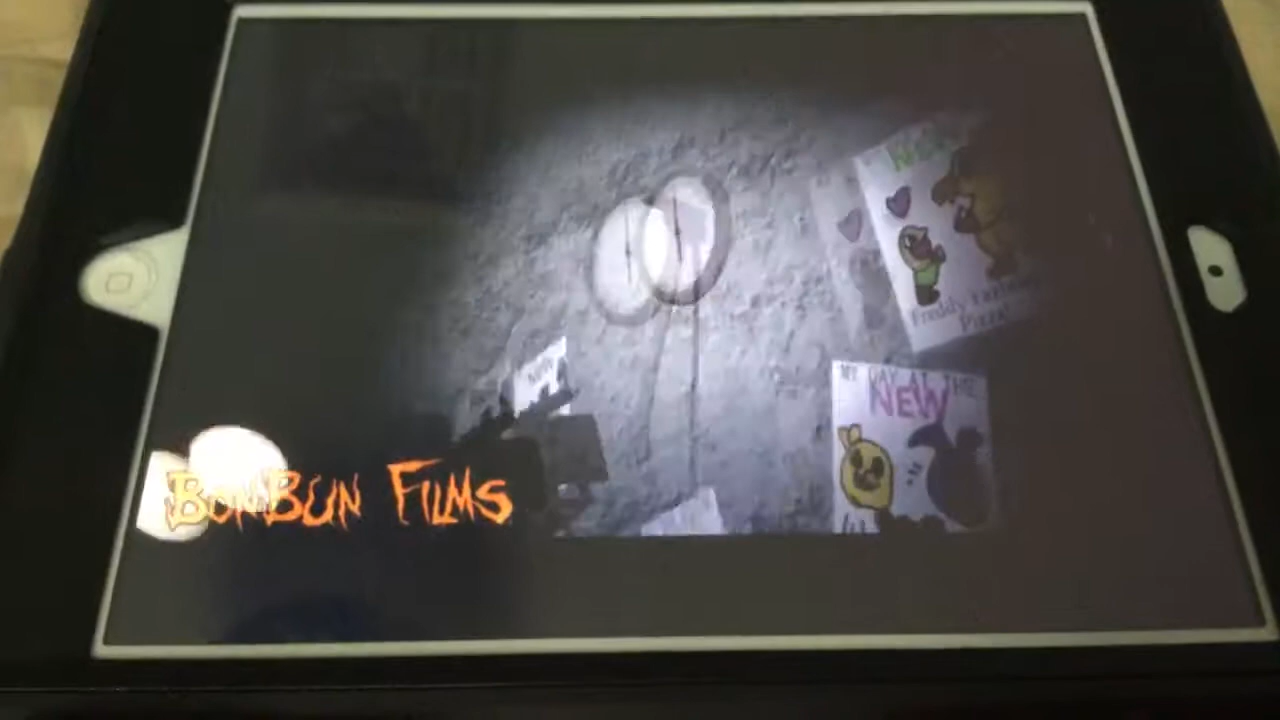 Freddy Fazbear
Pizza!
MY DAY AT THE
NEW
BONBUN FILMS